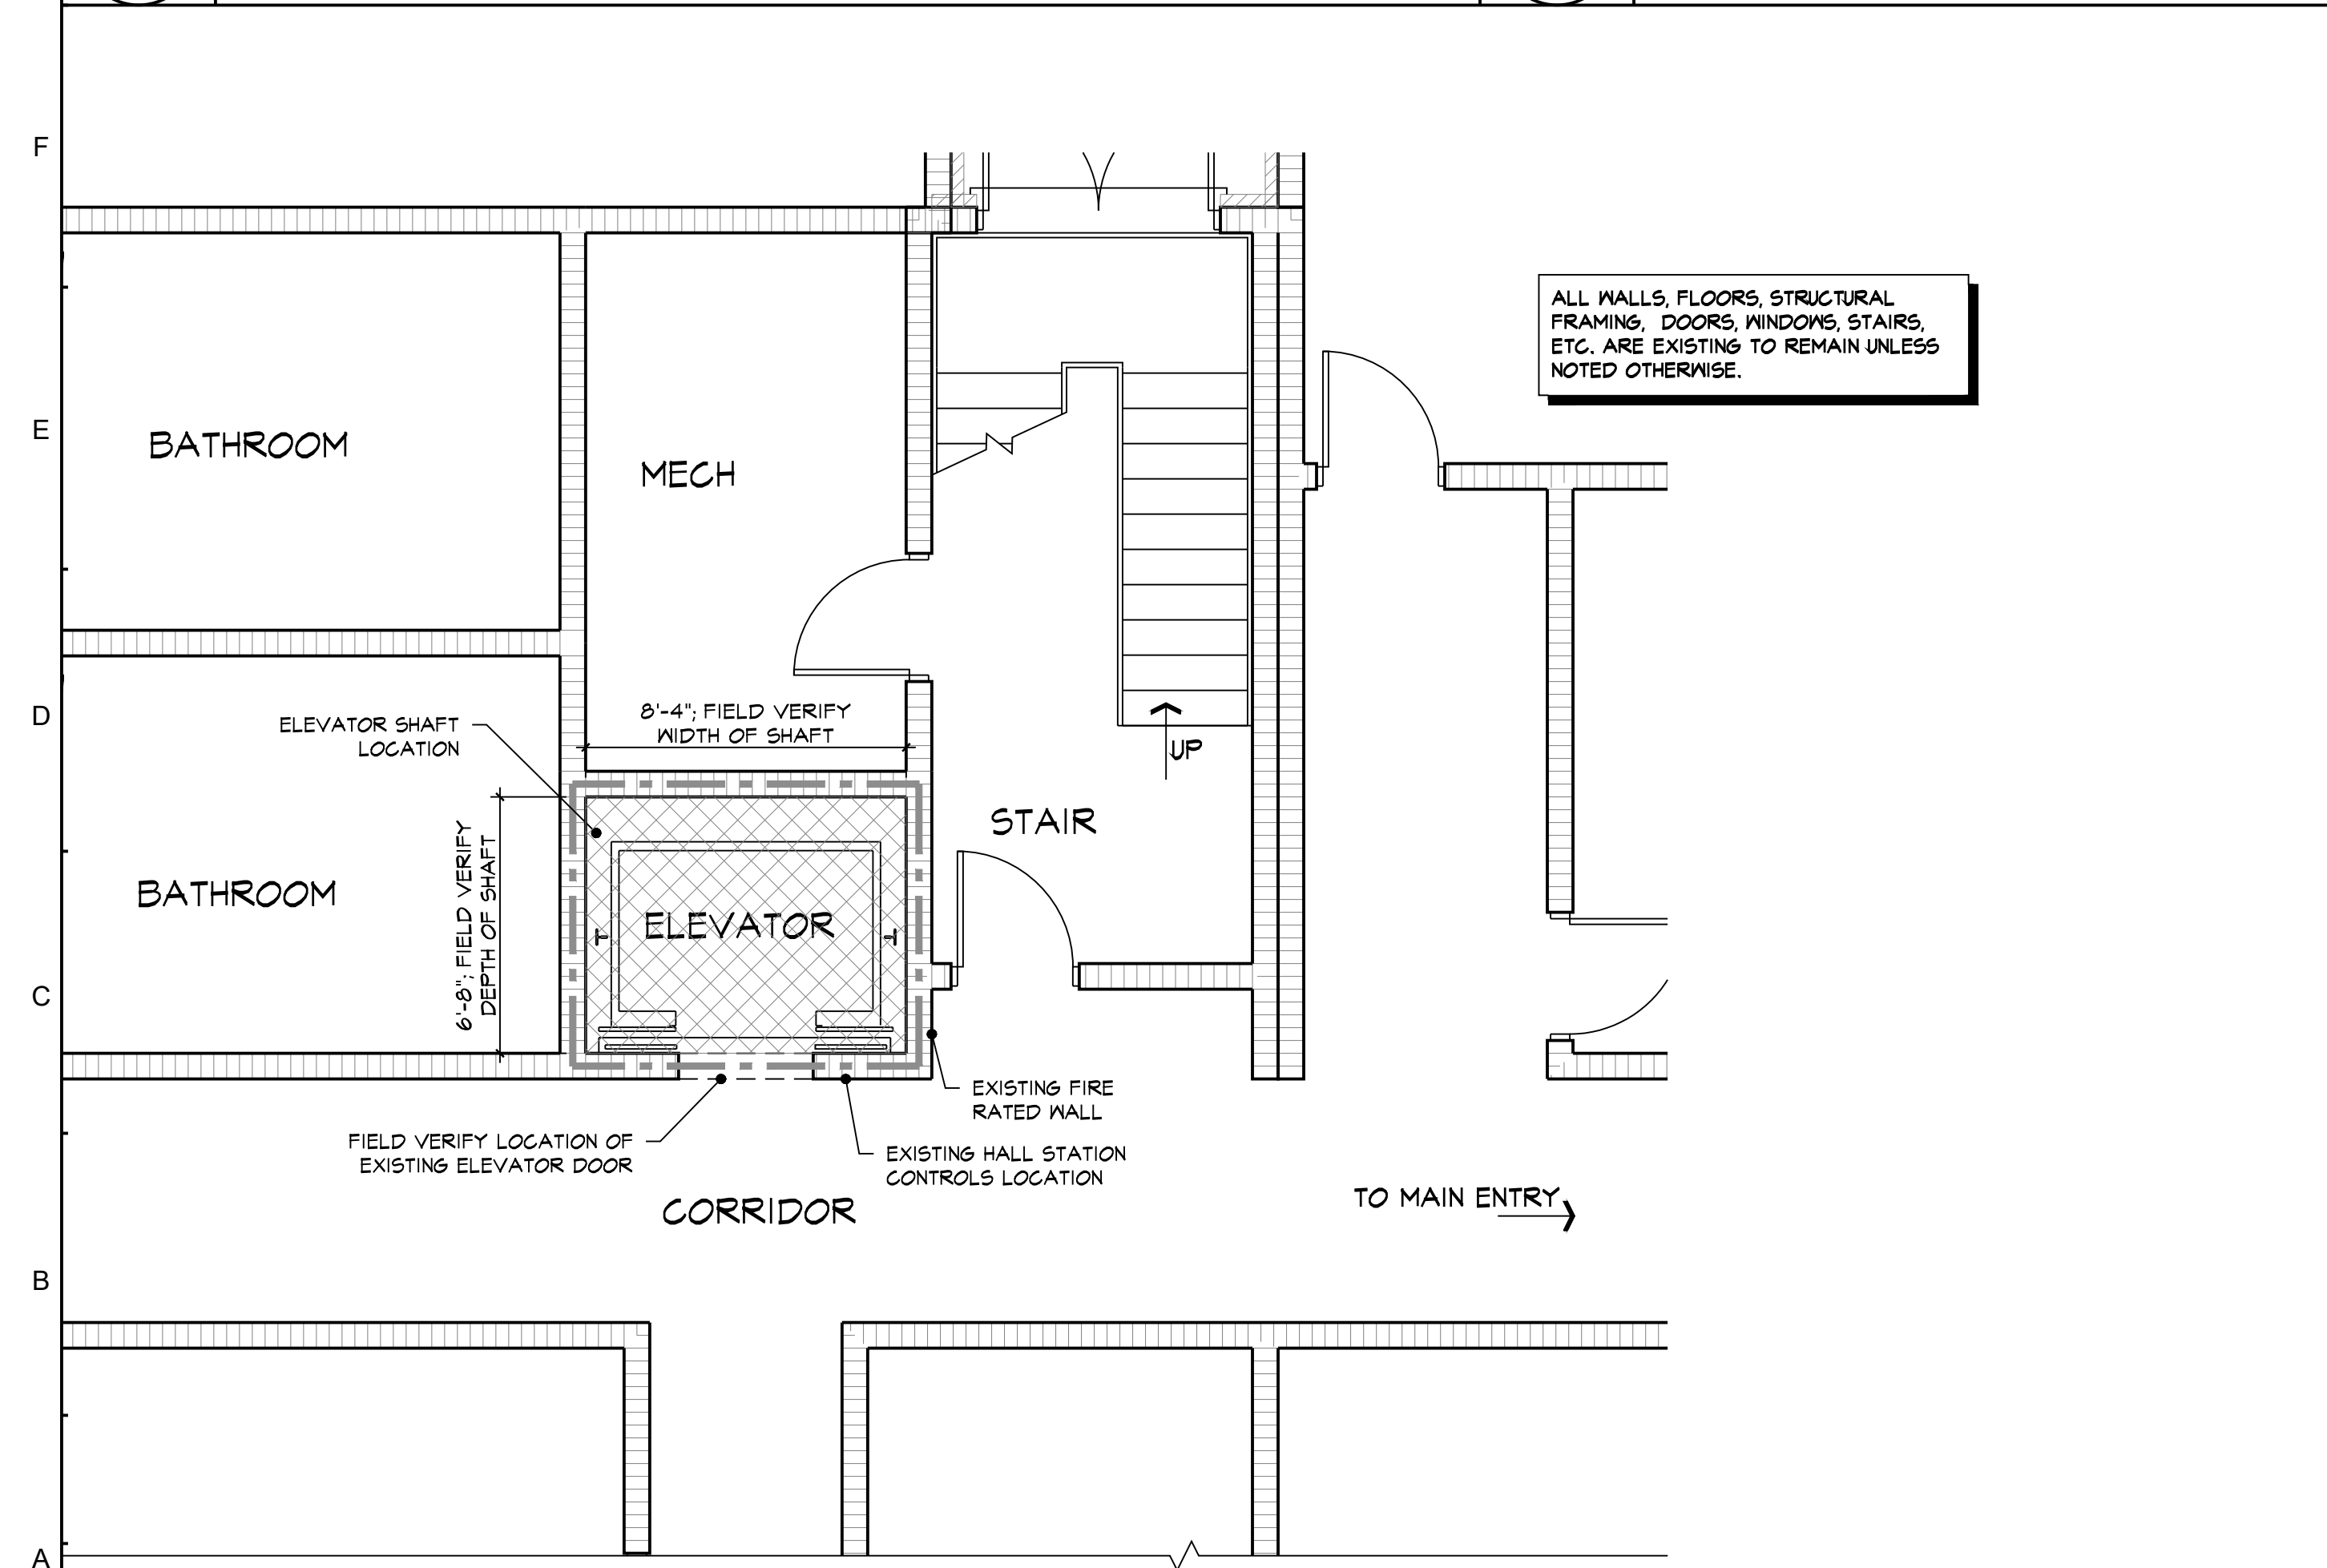 F
ALL WALLS, FLOORS, STRUCTURAL
FRAMING, DOORS, WINDOWS, STAIRS,
ETC. ARE EXISTING TO REMAIN UNLESS
NOTED OTHERWISE.
E
BATHROOM
MECH
D
ELEVATOR SHAFT
LOCATION
8'-4"; FIELD VERIFY
WIDTH OF SHAFT
UP
STAIR
6'-8"; FIELD VERIFY
DEPTH OF SHAFT
BATHROOM
ELEVATOR
C
EXISTING FIRE
RATED WALL
FIELD VERIFY LOCATION OF
EXISTING ELEVATOR DOOR
EXISTING HALL STATION
CONTROLS LOCATION
CORRIDOR
TO MAIN ENTRY
B
A